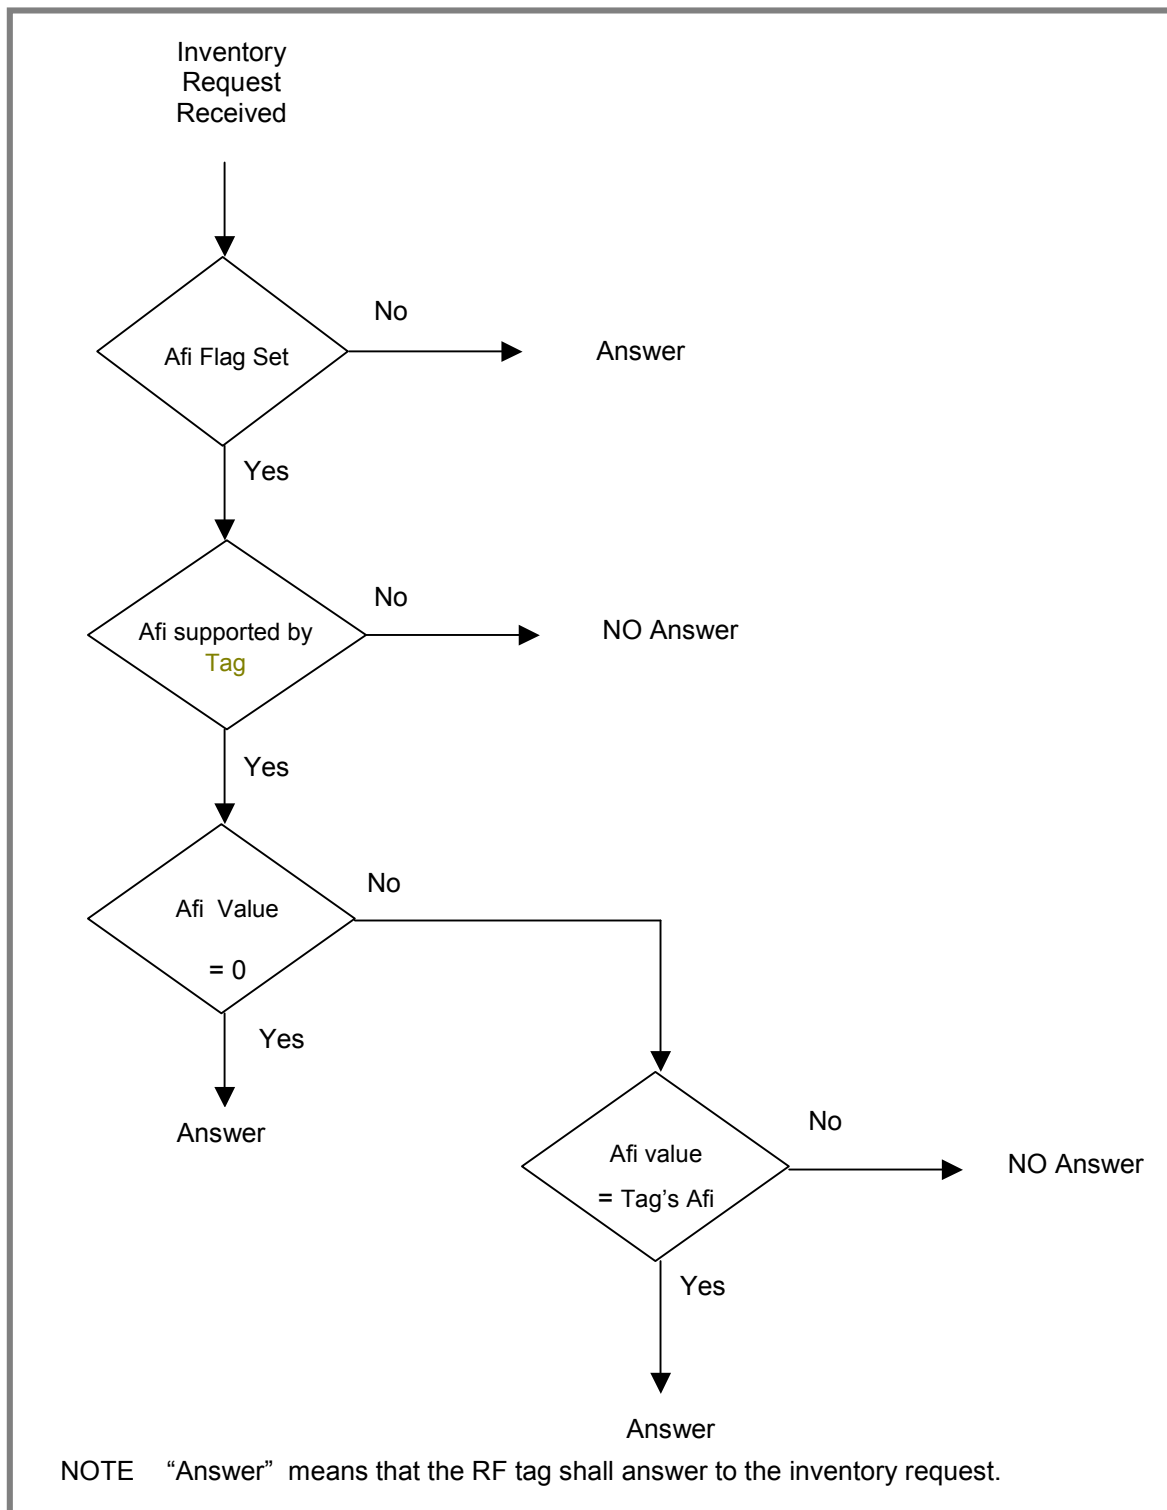 Inventory
Request
Received
No
Afi Flag Set
Answer
Yes
No
Afi supported by
Tag
NO Answer
Yes
No
Afi  Value
= 0
Yes
Answer
No
Afi value
= Tag’s Afi
NO Answer
Yes
Answer
NOTE “Answer” means that the RF tag shall answer to the inventory request.